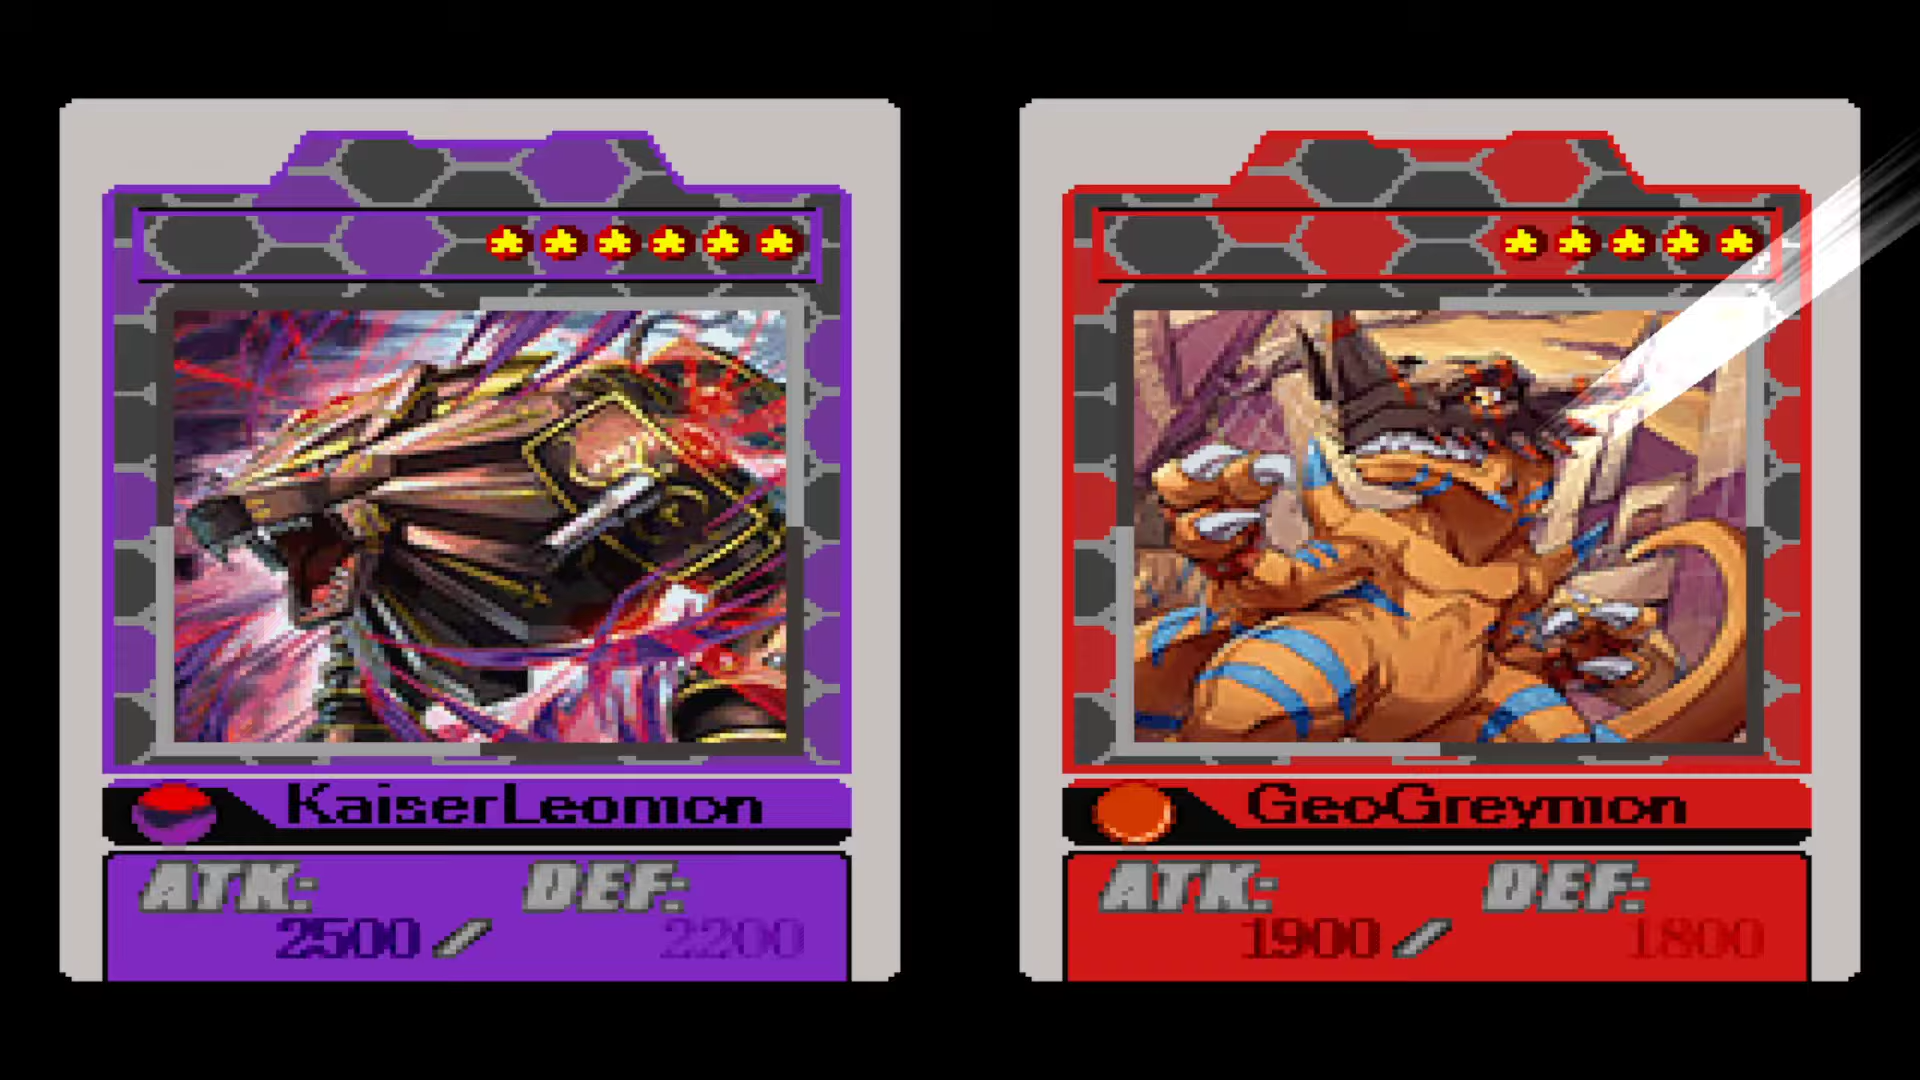 KaiserLeomon
ATK: DEF:
2500 / 2200
GeoGreymon
ATK: DEF:
1900 / 1800